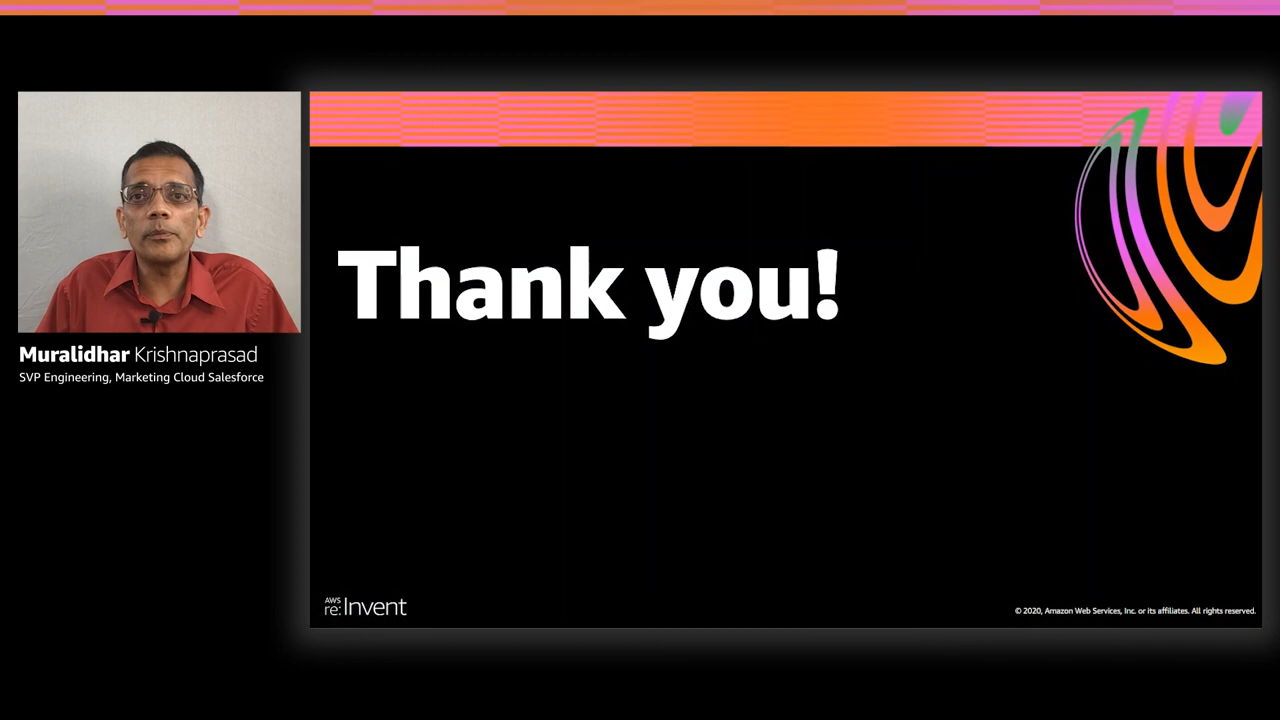 Muralidhar Krishnaprasad
SVP Engineering, Marketing Cloud Salesforce
Thank you!
AWS
re:Invent
© 2020, Amazon Web Services, Inc. or its affiliates. All rights reserved.